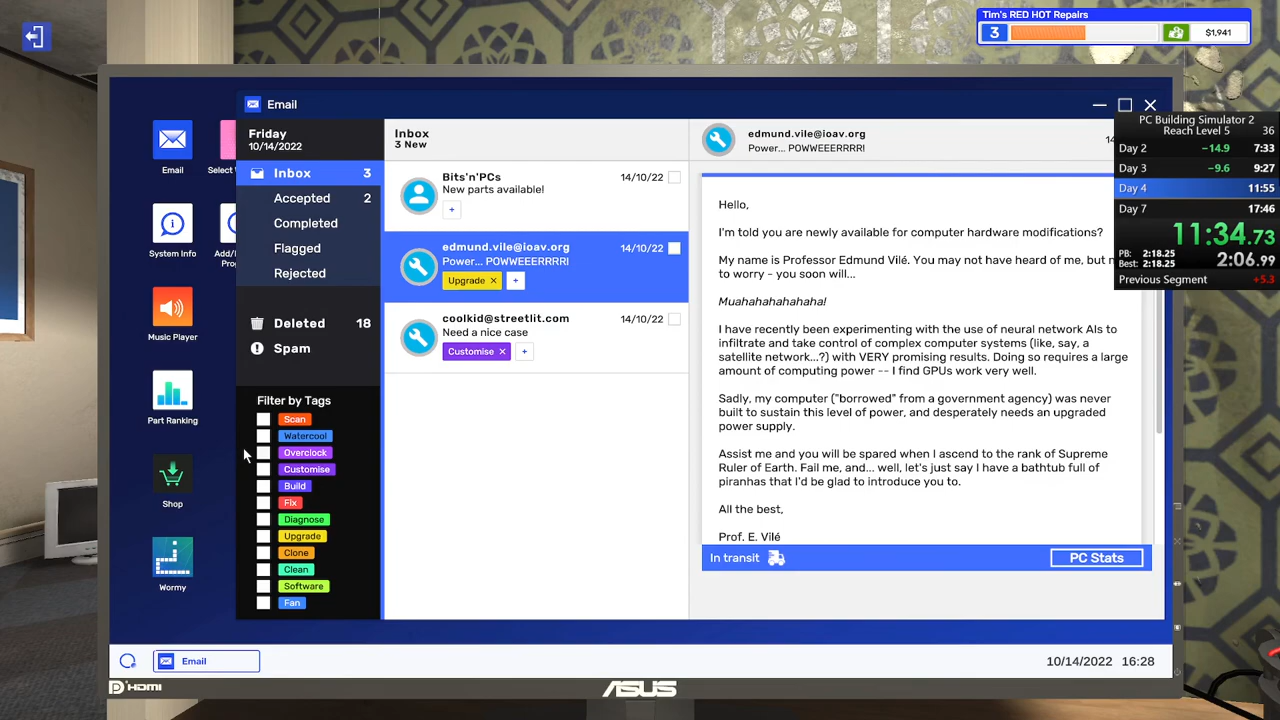 Tim's RED HOT Repairs
3
$1,941
Email
Friday
10/14/2022
Inbox 3
Accepted 2
Completed
Flagged
Rejected
Deleted 18
Spam
Filter by Tags
Scan
Watercool
Overclock
Customise
Build
Fix
Diagnose
Upgrade
Clone
Clean
Software
Fan
Email
System Info
Music Player
Part Ranking
Shop
Wormy
Inbox
3 New
Bits'n'PCs 14/10/22
New parts available!
+
edmund.vile@ioav.org 14/10/22
Power... POWWEEERRRR!
Upgrade × +
coolkid@streetlit.com 14/10/22
Need a nice case
Customise × +
edmund.vile@ioav.org 14
Power... POWWEEERRRR!
Hello,
I'm told you are newly available for computer hardware modifications?
My name is Professor Edmund Vilé. You may not have heard of me, but n
to worry - you soon will...
Muahahahahahaha!
I have recently been experimenting with the use of neural network AIs to
infiltrate and take control of complex computer systems (like, say, a
satellite network...?) with VERY promising results. Doing so requires a large
amount of computing power -- I find GPUs work very well.
Sadly, my computer ("borrowed" from a government agency) was never
built to sustain this level of power, and desperately needs an upgraded
power supply.
Assist me and you will be spared when I ascend to the rank of Supreme
Ruler of Earth. Fail me, and... well, let's just say I have a bathtub full of
piranhas that I'd be glad to introduce you to.
All the best,
Prof. E. Vilé
In transit PC Stats
PC Building Simulator 2
Reach Level 5 36
Day 2 −14.9 7:33
Day 3 −9.6 9:27
Day 4 11:55
Day 7 17:46
11:34.73
PB: 2:18.25
Best: 2:18.25
2:06.99
Previous Segment +5.3
Email
10/14/2022 16:28
HDMI
ASUS